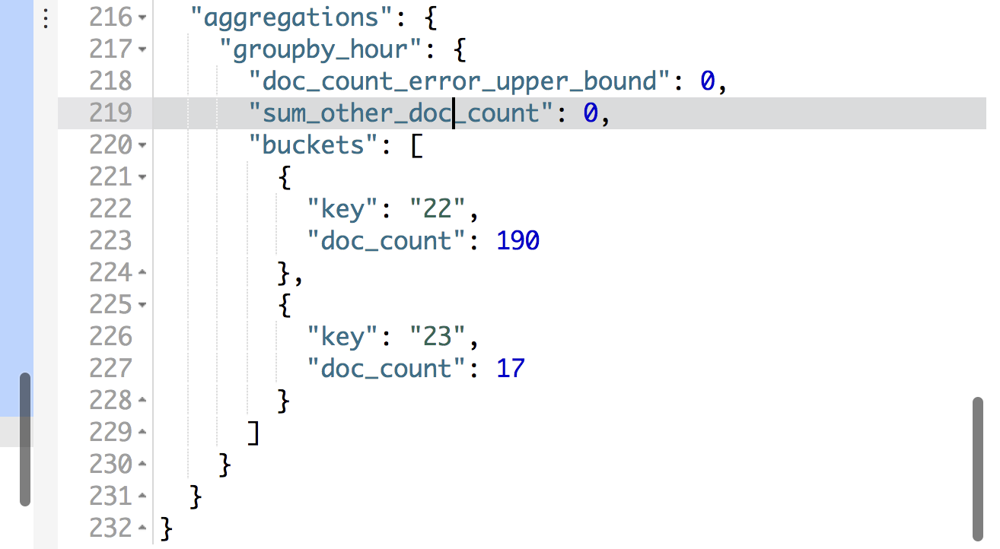 216 "aggregations": {
217 "groupby_hour": {
218 "doc_count_error_upper_bound": 0,
219 "sum_other_doc_count": 0,
220 "buckets": [
221 {
222 "key": "22",
223 "doc_count": 190
224 },
225 {
226 "key": "23",
227 "doc_count": 17
228 }
229 ]
230 }
231 }
232 }